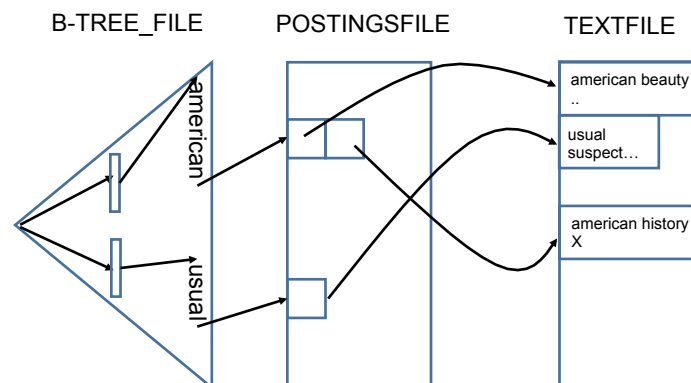 B-TREE_FILE
POSTINGSFILE
TEXTFILE
american
usual
american beauty
..
usual
suspect…
american history
X